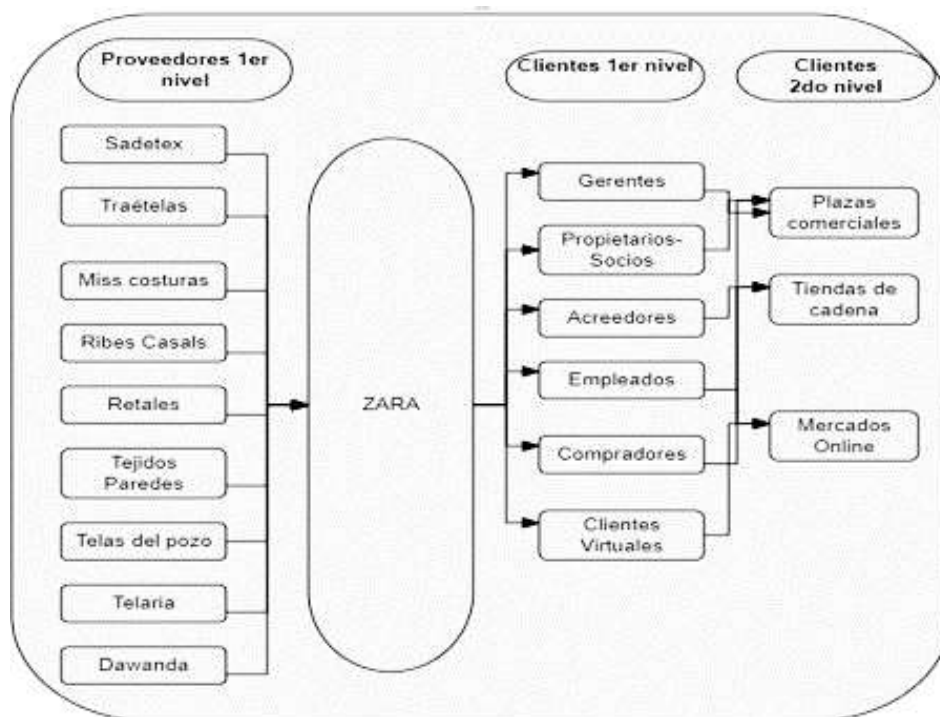 Proveedores 1er
nivel
Sadetex
Traételas
Miss costuras
Ribes Casals
Retales
Tejidos
Paredes
Telas del pozo
Telaria
Dawanda
ZARA
Clientes 1er nivel
Gerentes
Propietarios-
Socios
Acreedores
Empleados
Compradores
Clientes
Virtuales
Clientes
2do nivel
Plazas
comerciales
Tiendas de
cadena
Mercados
Online